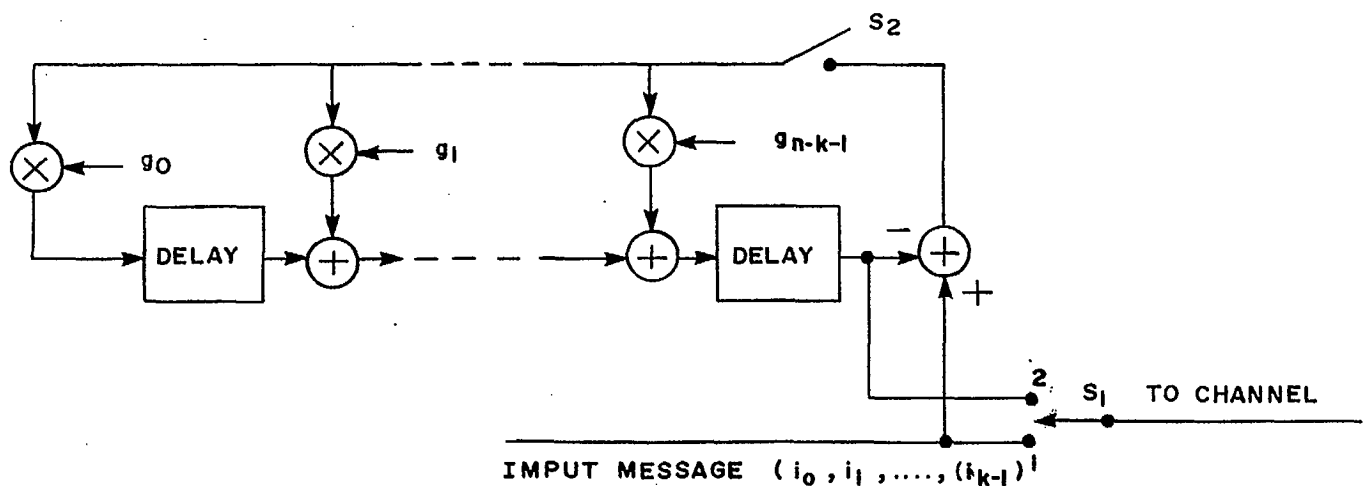 S2
g0
g1
gn-k-1
DELAY
DELAY
−
+
2
S1
TO CHANNEL
1
IMPUT MESSAGE (i0, i1, ...., (ik-1)